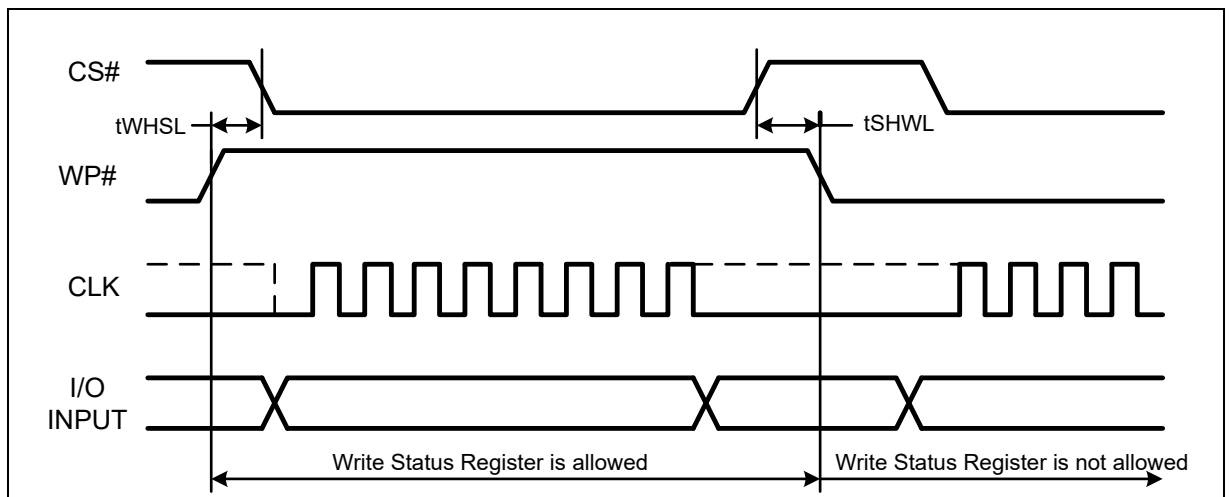 CS#
tWHSL
tSHWL
WP#
CLK
I/O
INPUT
Write Status Register is allowed
Write Status Register is not allowed